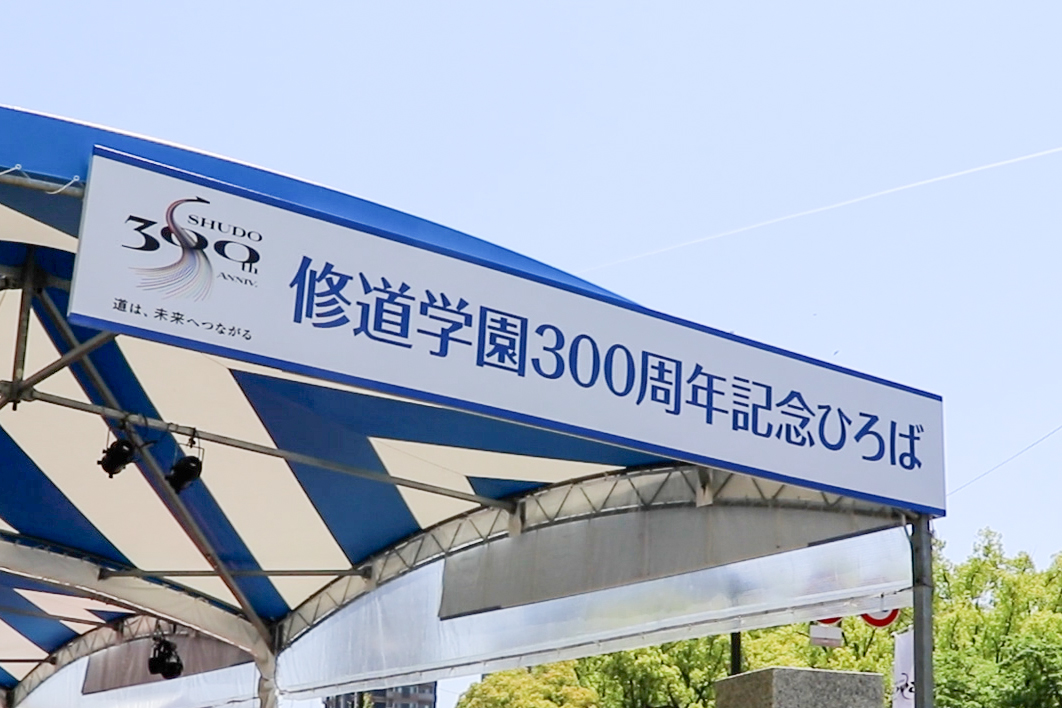 SHUDO
300th
ANNIV.
道は、未来へつながる
修道学園300周年記念ひろば